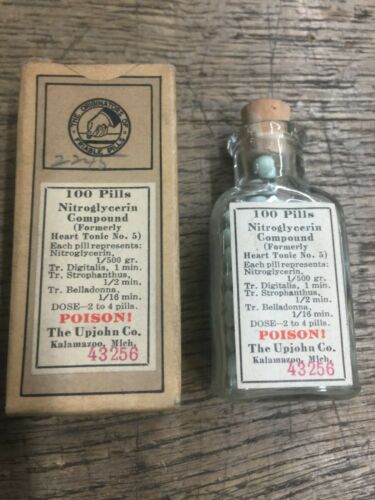 THE ORIGINATORS OF
FRIABLE PILLS
100 Pills
Nitroglycerin
Compound
(Formerly
Heart Tonic No. 5)
Each pill represents:
Nitroglycerin,
1/500 gr.
Tr. Digitalis, 1 min.
Tr. Strophanthus,
1/2 min.
Tr. Belladonna,
1/16 min.
DOSE—2 to 4 pills.
POISON!
The Upjohn Co.
Kalamazoo, Mich.
43256
100 Pills
Nitroglycerin
Compound
(Formerly
Heart Tonic No. 5)
Each pill represents:
Nitroglycerin,
1/500 gr.
Tr. Digitalis, 1 min.
Tr. Strophanthus,
1/2 min.
Tr. Belladonna,
1/16 min.
DOSE—2 to 4 pills.
POISON!
The Upjohn Co.
Kalamazoo, Mich.
43256